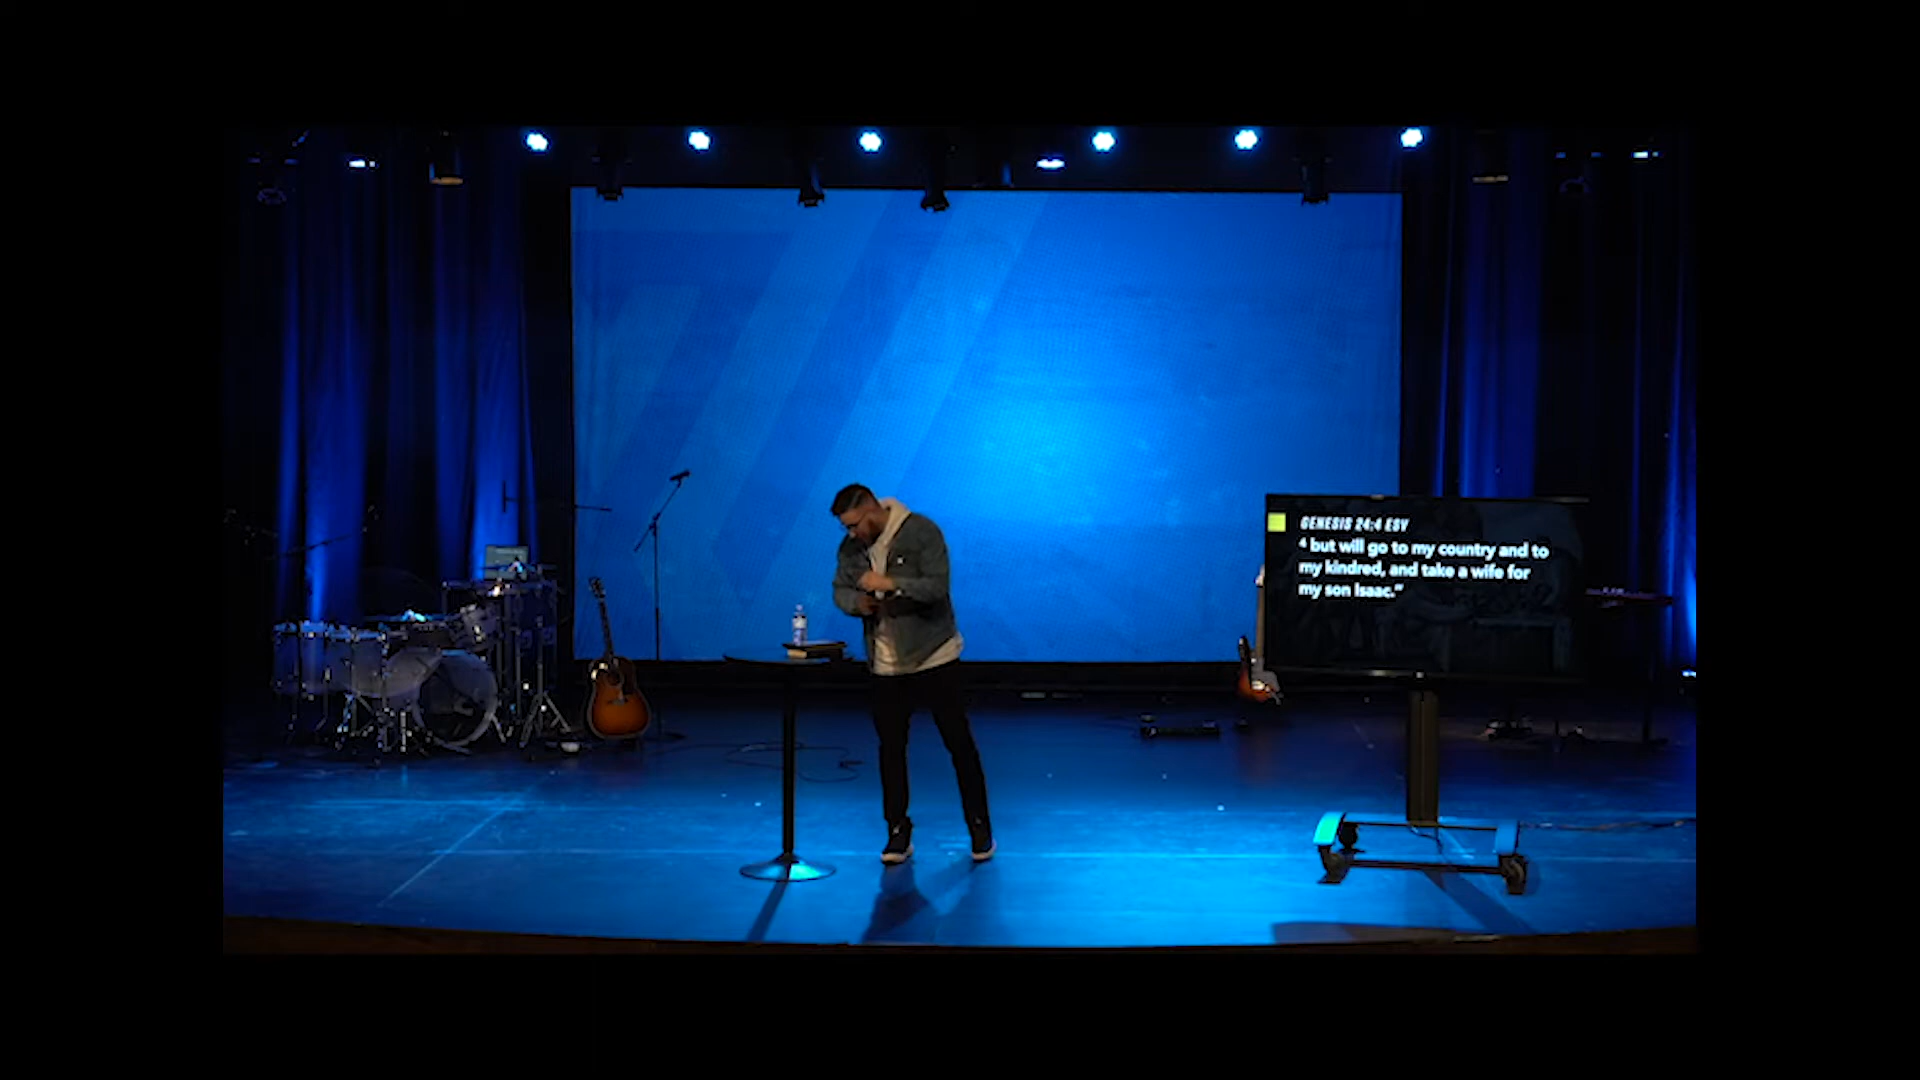 GENESIS 24:4 ESV
4 but will go to my country and to
my kindred, and take a wife for
my son Isaac.”